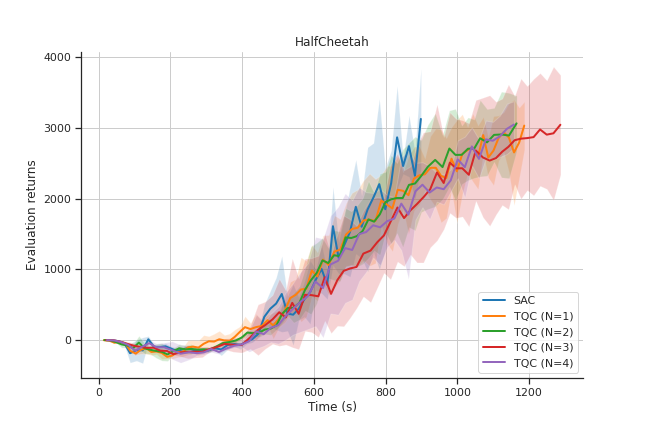 HalfCheetah
Evaluation returns
4000
3000
2000
1000
0
0 200 400 600 800 1000 1200
Time (s)
SAC
TQC (N=1)
TQC (N=2)
TQC (N=3)
TQC (N=4)